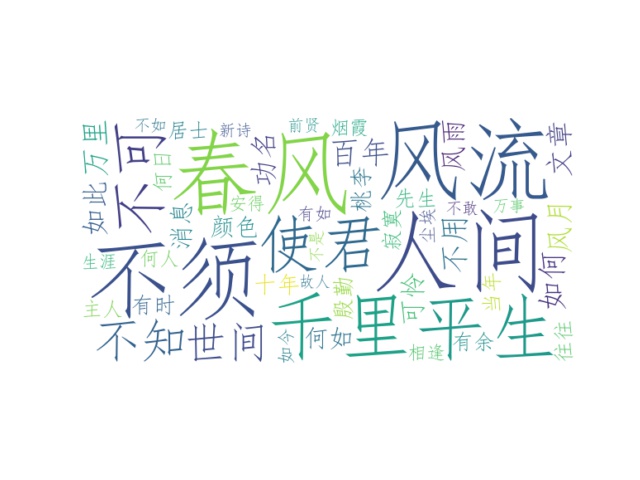 不如
居士
新诗
前贤
烟霞
万里
如此
不可
何日
春风
功名
百年
风流
风雨
文章
消息
安得
颜色
有如
桃李
先生
寂寞
尘埃
不敢
万事
不用
风月
如何
生涯
何人
不须
使君
不是
人间
主人
有时
十年
故人
殷勤
可怜
千里
平生
当年
不知
世间
如今
何如
相逢
有余
往往